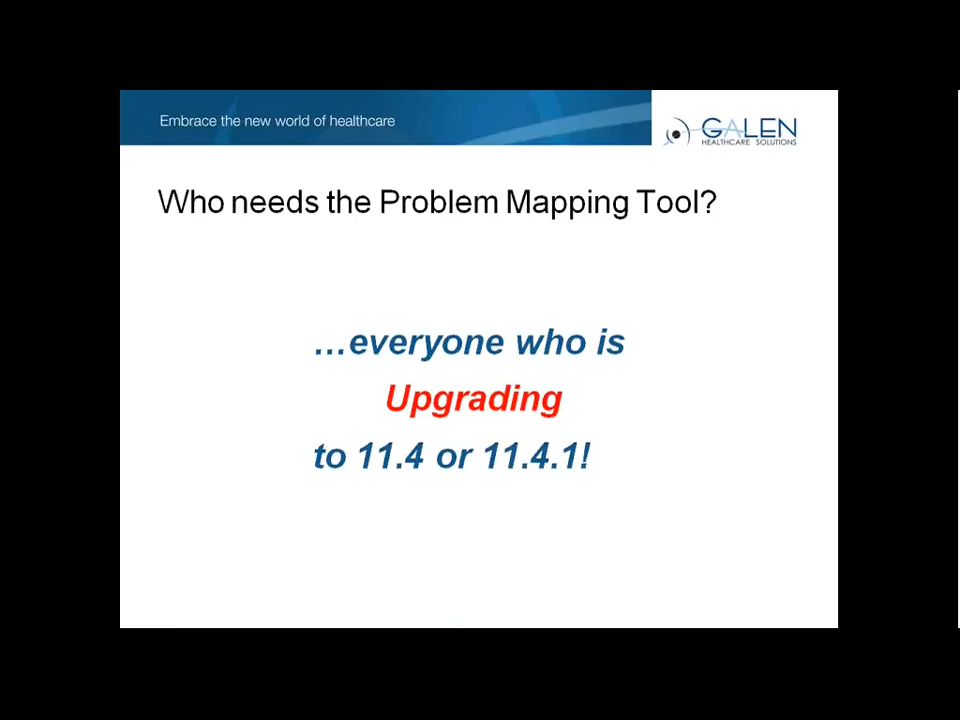 Embrace the new world of healthcare
GALEN
HEALTHCARE SOLUTIONS
Who needs the Problem Mapping Tool?
...everyone who is
Upgrading
to 11.4 or 11.4.1!